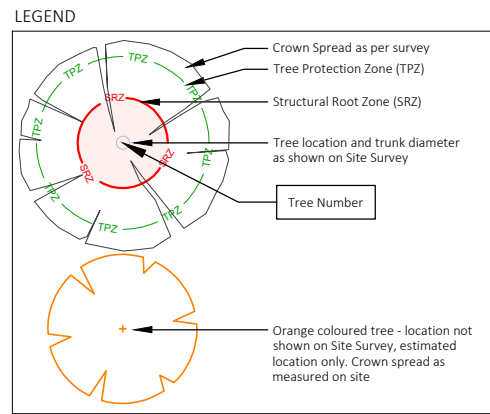 LEGEND
Crown Spread as per survey
Tree Protection Zone (TPZ)
Structural Root Zone (SRZ)
Tree location and trunk diameter
as shown on Site Survey
Tree Number
TPZ
TPZ
TPZ
TPZ
TPZ
TPZ
TPZ
TPZ
TPZ
SRZ
SRZ
SRZ
Orange coloured tree - location not
shown on Site Survey, estimated
location only. Crown spread as
measured on site